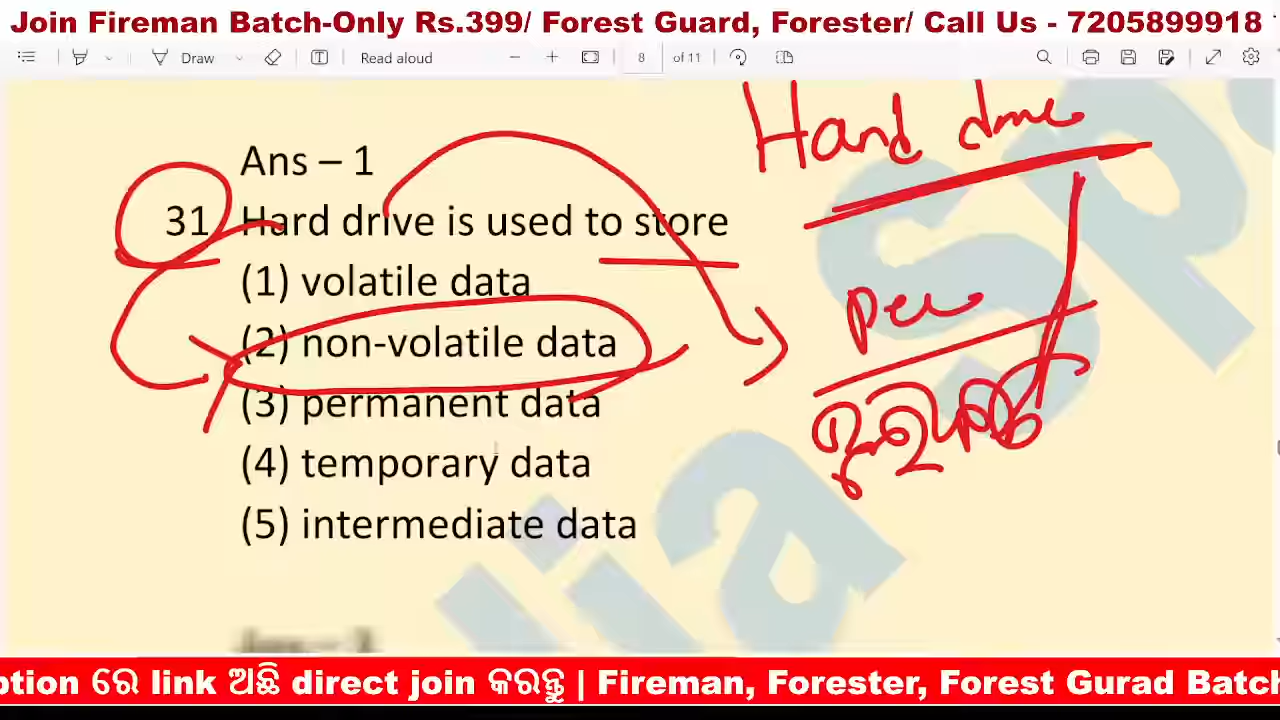 Join Fireman Batch-Only Rs.399/ Forest Guard, Forester/ Call Us - 7205899918
Draw
Read aloud
8 of 11
Hard drive
Ans – 1
31 Hard drive is used to store
(1) volatile data
(2) non-volatile data
per
(3) permanent data
(4) temporary data
(5) intermediate data
ption ରେ link ଅଛି direct join କରନ୍ତୁ | Fireman, Forester, Forest Gurad Batch